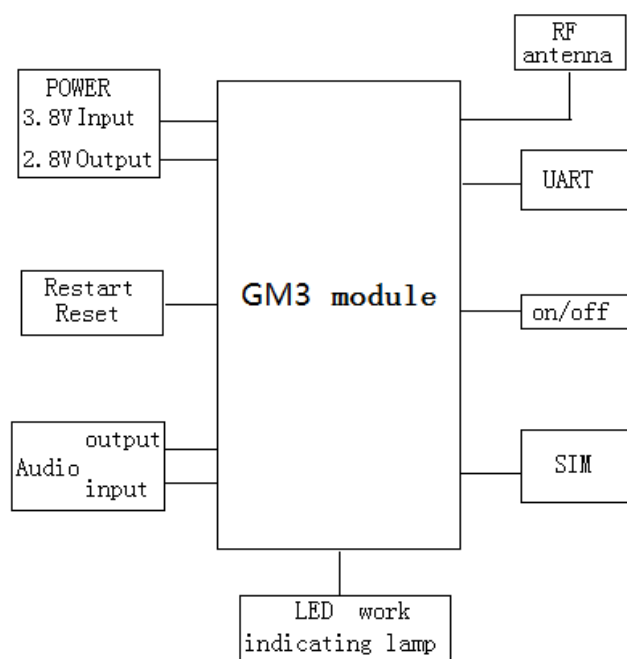 RF
antenna
POWER
3.8V Input
2.8V Output
UART
GM3 module
Restart
Reset
on/off
output
Audio
input
SIM
LED work
indicating lamp